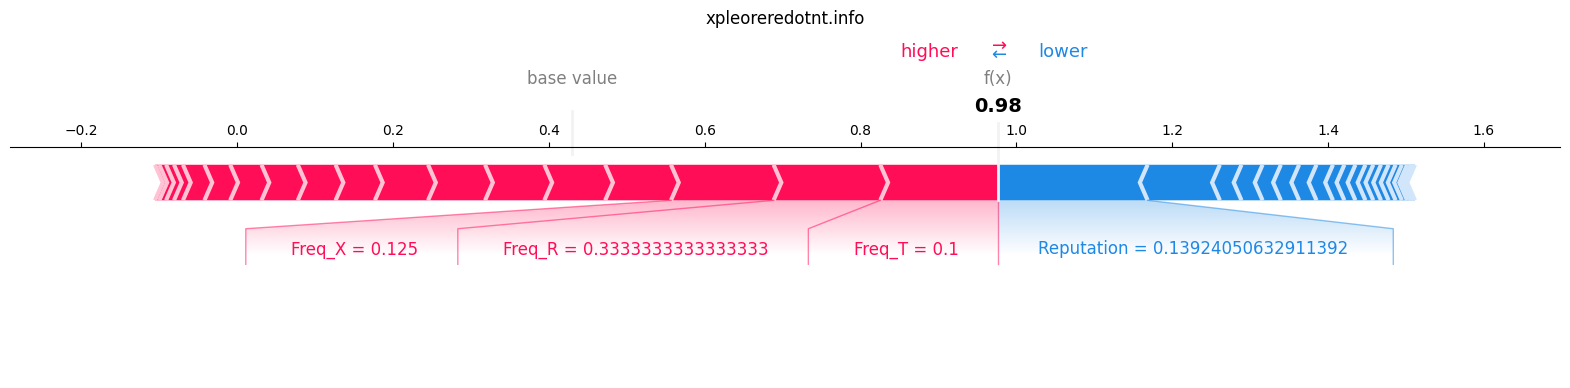 xpleoreredotnt.info
higher ⇄ lower
base value f(x)
0.98
−0.2 0.0 0.2 0.4 0.6 0.8 1.0 1.2 1.4 1.6
Freq_X = 0.125 Freq_R = 0.3333333333333333 Freq_T = 0.1 Reputation = 0.13924050632911392